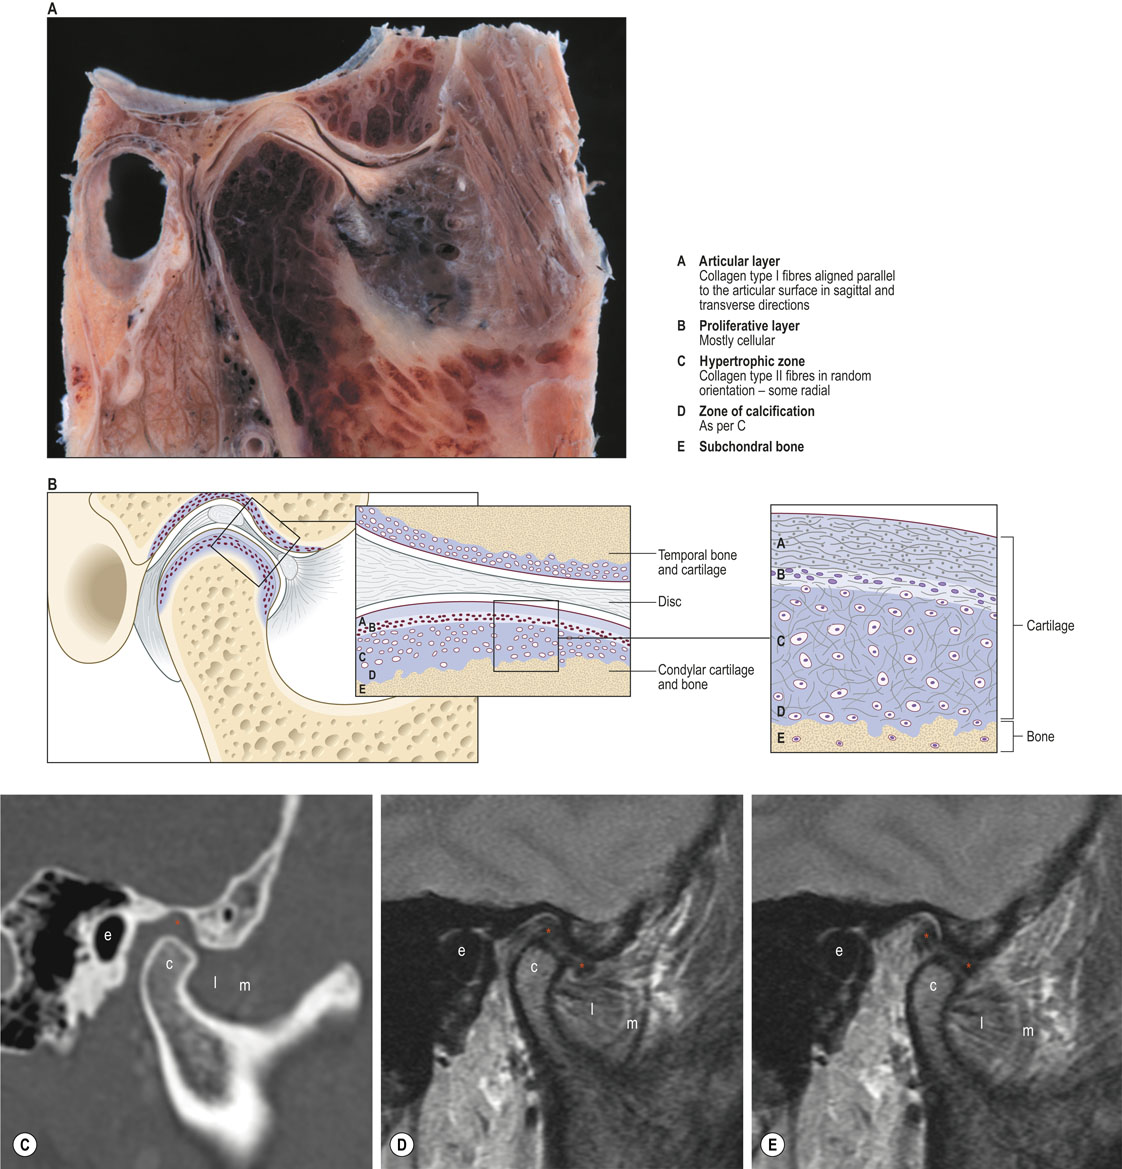 A
A Articular layer
Collagen type I fibres aligned parallel
to the articular surface in sagittal and
transverse directions
B Proliferative layer
Mostly cellular
C Hypertrophic zone
Collagen type II fibres in random
orientation – some radial
D Zone of calcification
As per C
E Subchondral bone
B
Temporal bone
and cartilage
Disc
Condylar cartilage
and bone
A
B
C
D
E
A
B
C
D
E
Cartilage
Bone
e
*
c
l
m
C
e
*
c
*
l
m
D
e
*
c
*
l
m
E